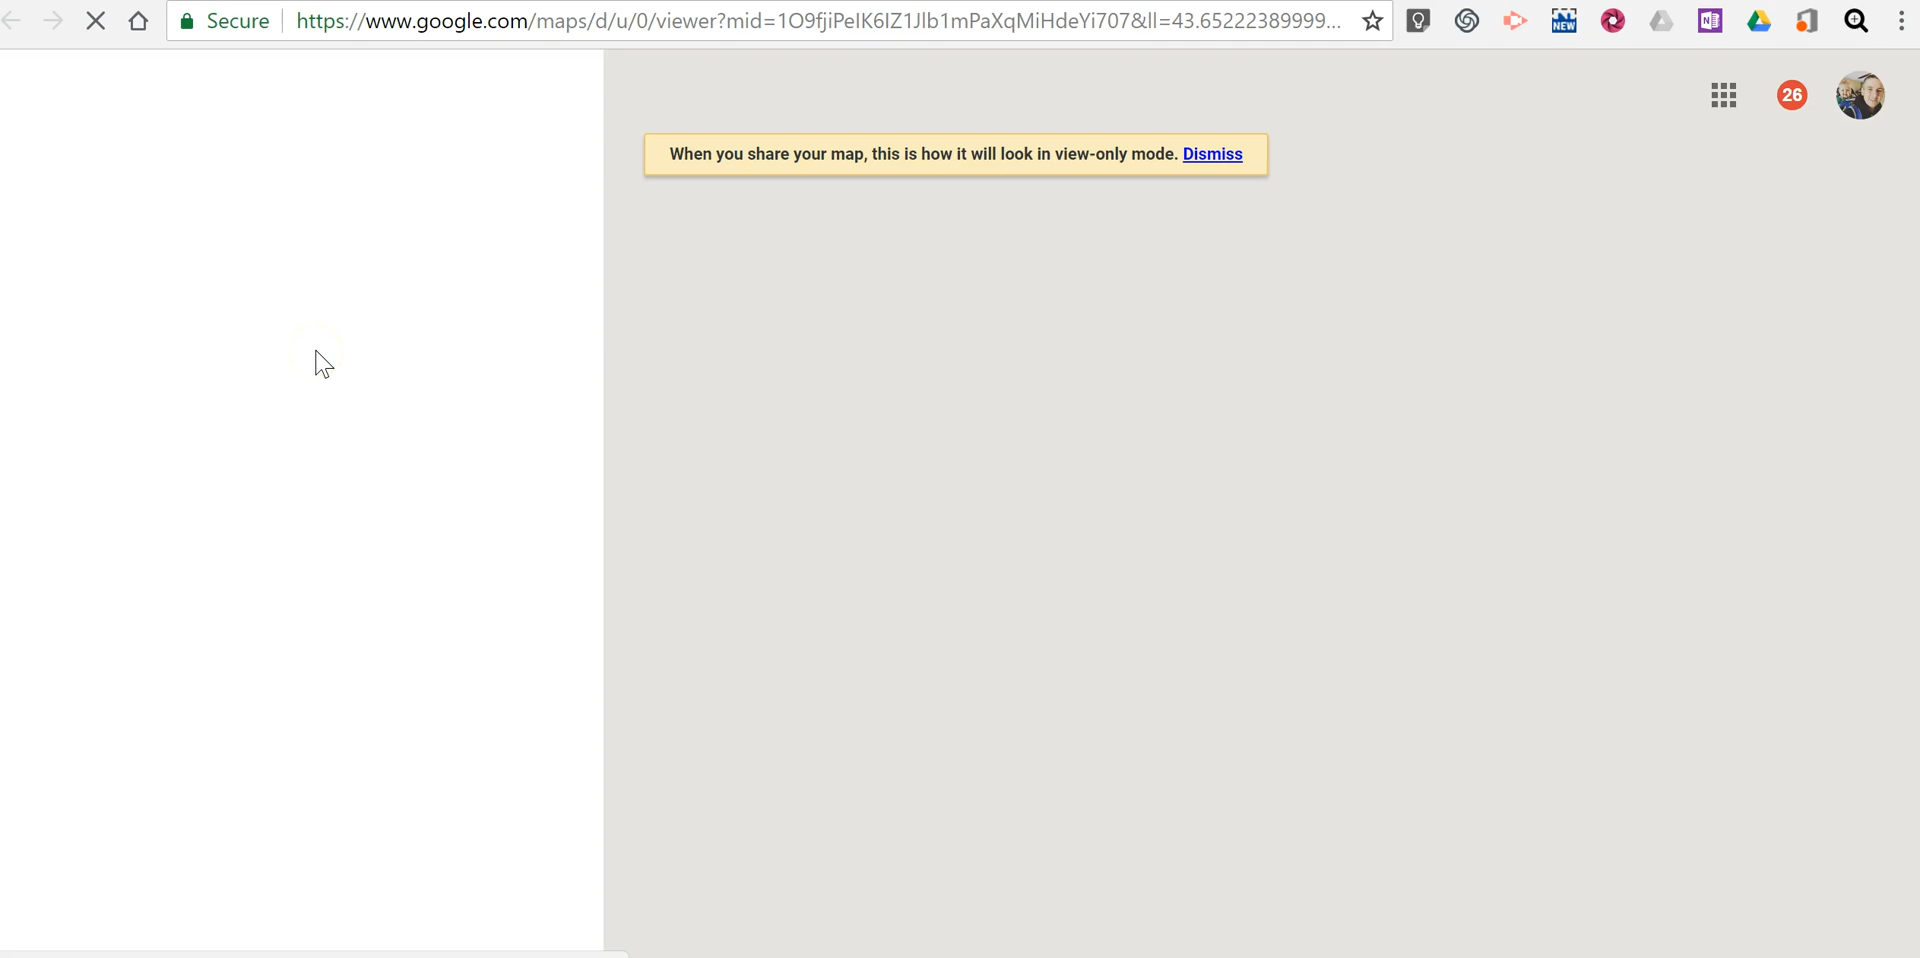 Secure https://www.google.com/maps/d/u/0/viewer?mid=1O9fjiPeIK6IZ1Jlb1mPaXqMiHdeYi707&ll=43.65222389999...
NEW
N
26
When you share your map, this is how it will look in view-only mode. Dismiss